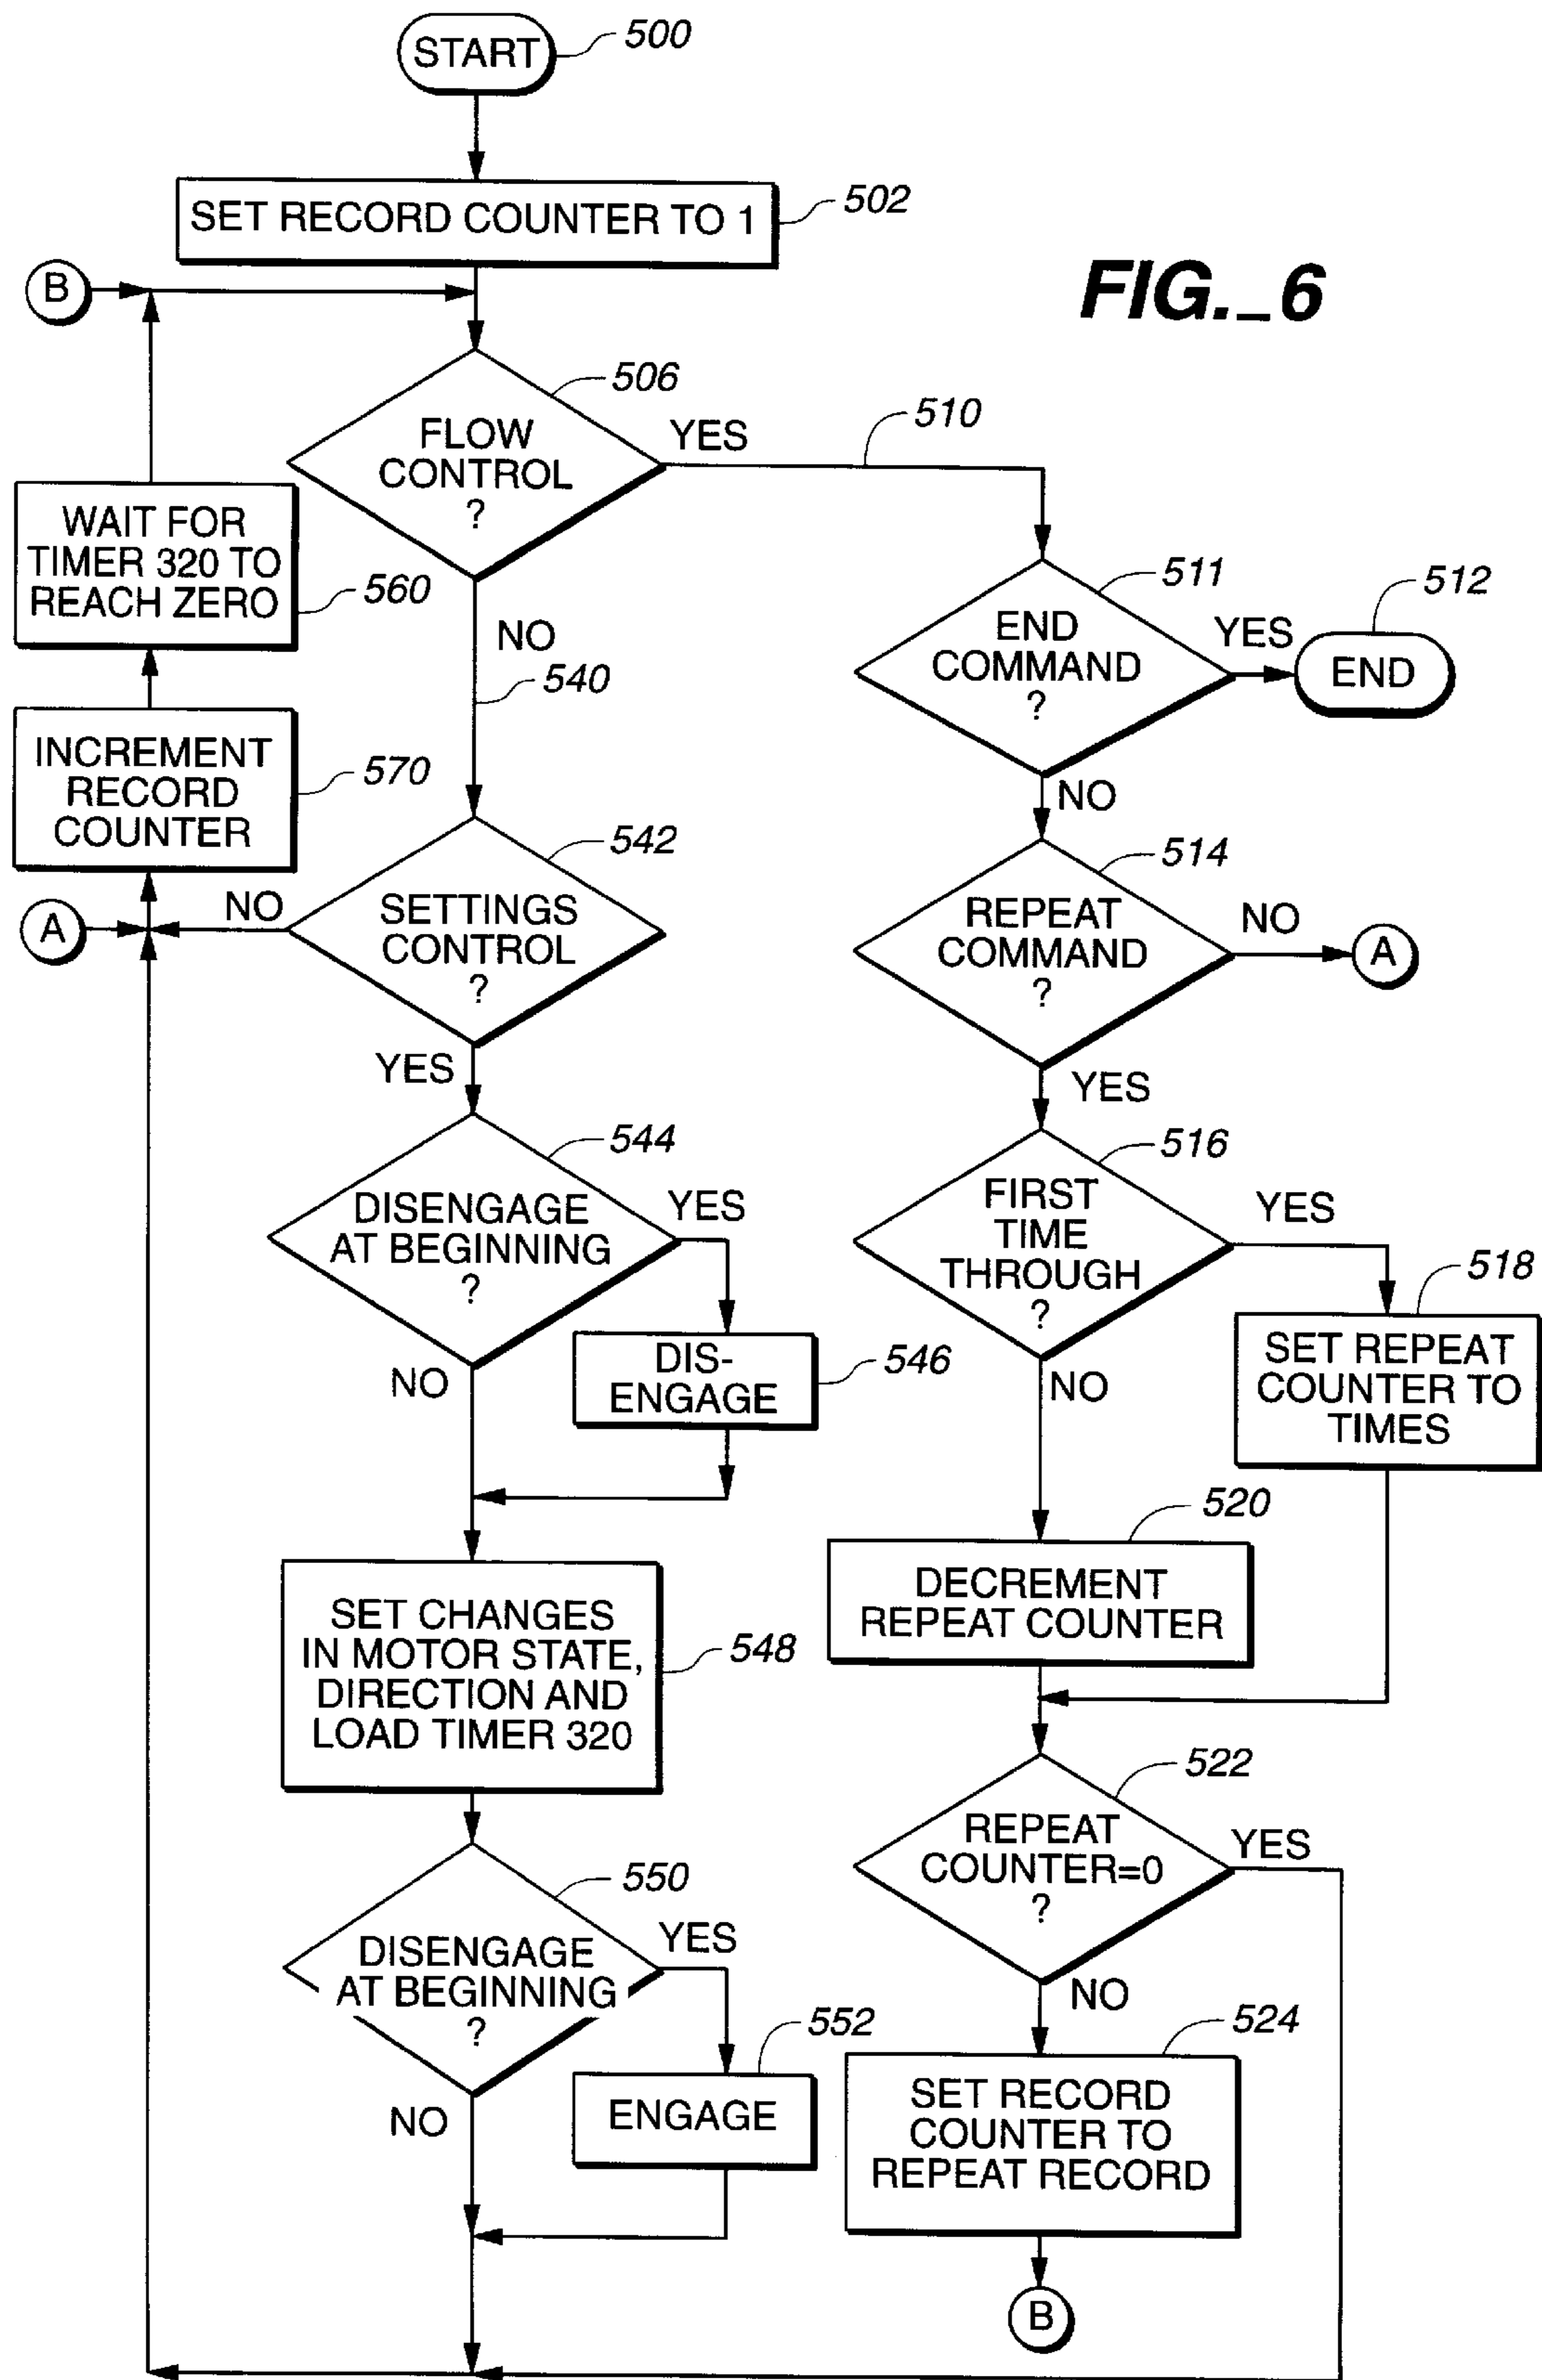 START
500
SET RECORD COUNTER TO 1
502
B
FIG._6
FLOW
CONTROL
?
506
YES
510
WAIT FOR
TIMER 320 TO
REACH ZERO
560
NO
540
END
COMMAND
?
511
YES
END
512
INCREMENT
RECORD
COUNTER
570
NO
A
NO
SETTINGS
CONTROL
?
542
REPEAT
COMMAND
?
514
NO
A
YES
YES
DISENGAGE
AT BEGINNING
?
544
YES
FIRST
TIME
THROUGH
?
516
YES
DIS-
ENGAGE
546
NO
NO
SET REPEAT
COUNTER TO
TIMES
518
DECREMENT
REPEAT COUNTER
520
SET CHANGES
IN MOTOR STATE,
DIRECTION AND
LOAD TIMER 320
548
REPEAT
COUNTER=0
?
522
YES
DISENGAGE
AT BEGINNING
?
550
YES
NO
NO
ENGAGE
552
SET RECORD
COUNTER TO
REPEAT RECORD
524
B